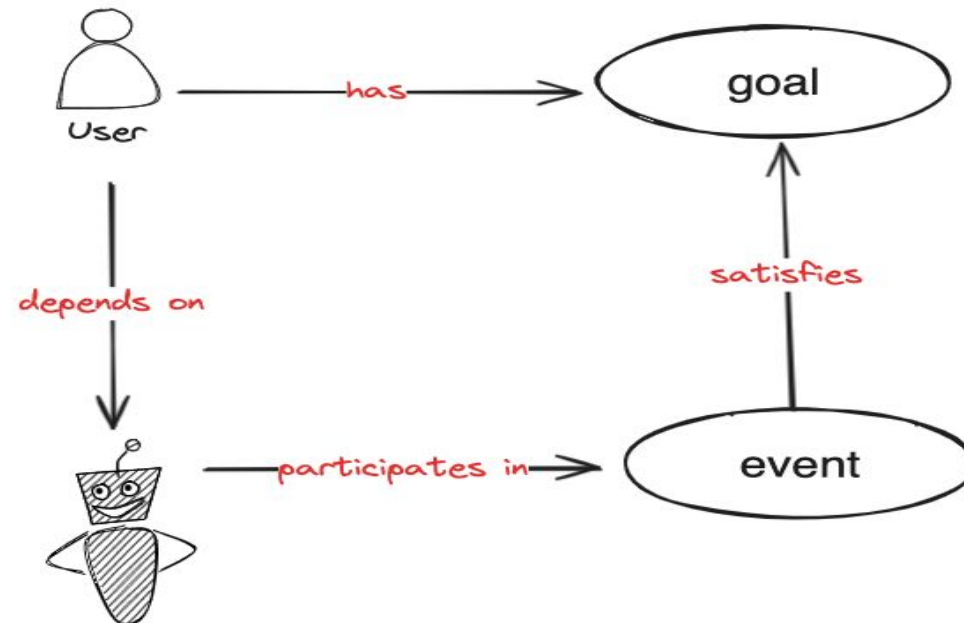 has
goal
User
depends on
satisfies
participates in
event